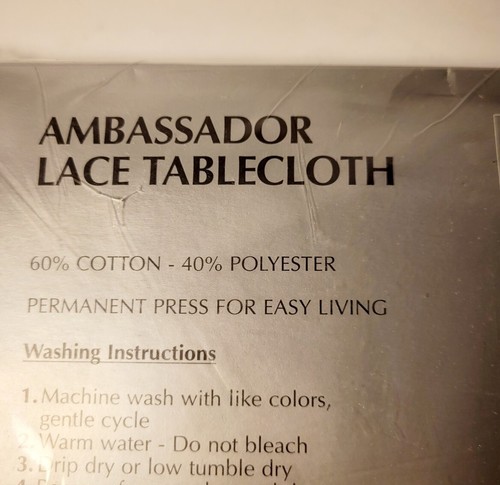 AMBASSADOR
LACE TABLECLOTH
60% COTTON - 40% POLYESTER
PERMANENT PRESS FOR EASY LIVING
Washing Instructions
1. Machine wash with like colors,
gentle cycle
2. Warm water - Do not bleach
3. Drip dry or low tumble dry